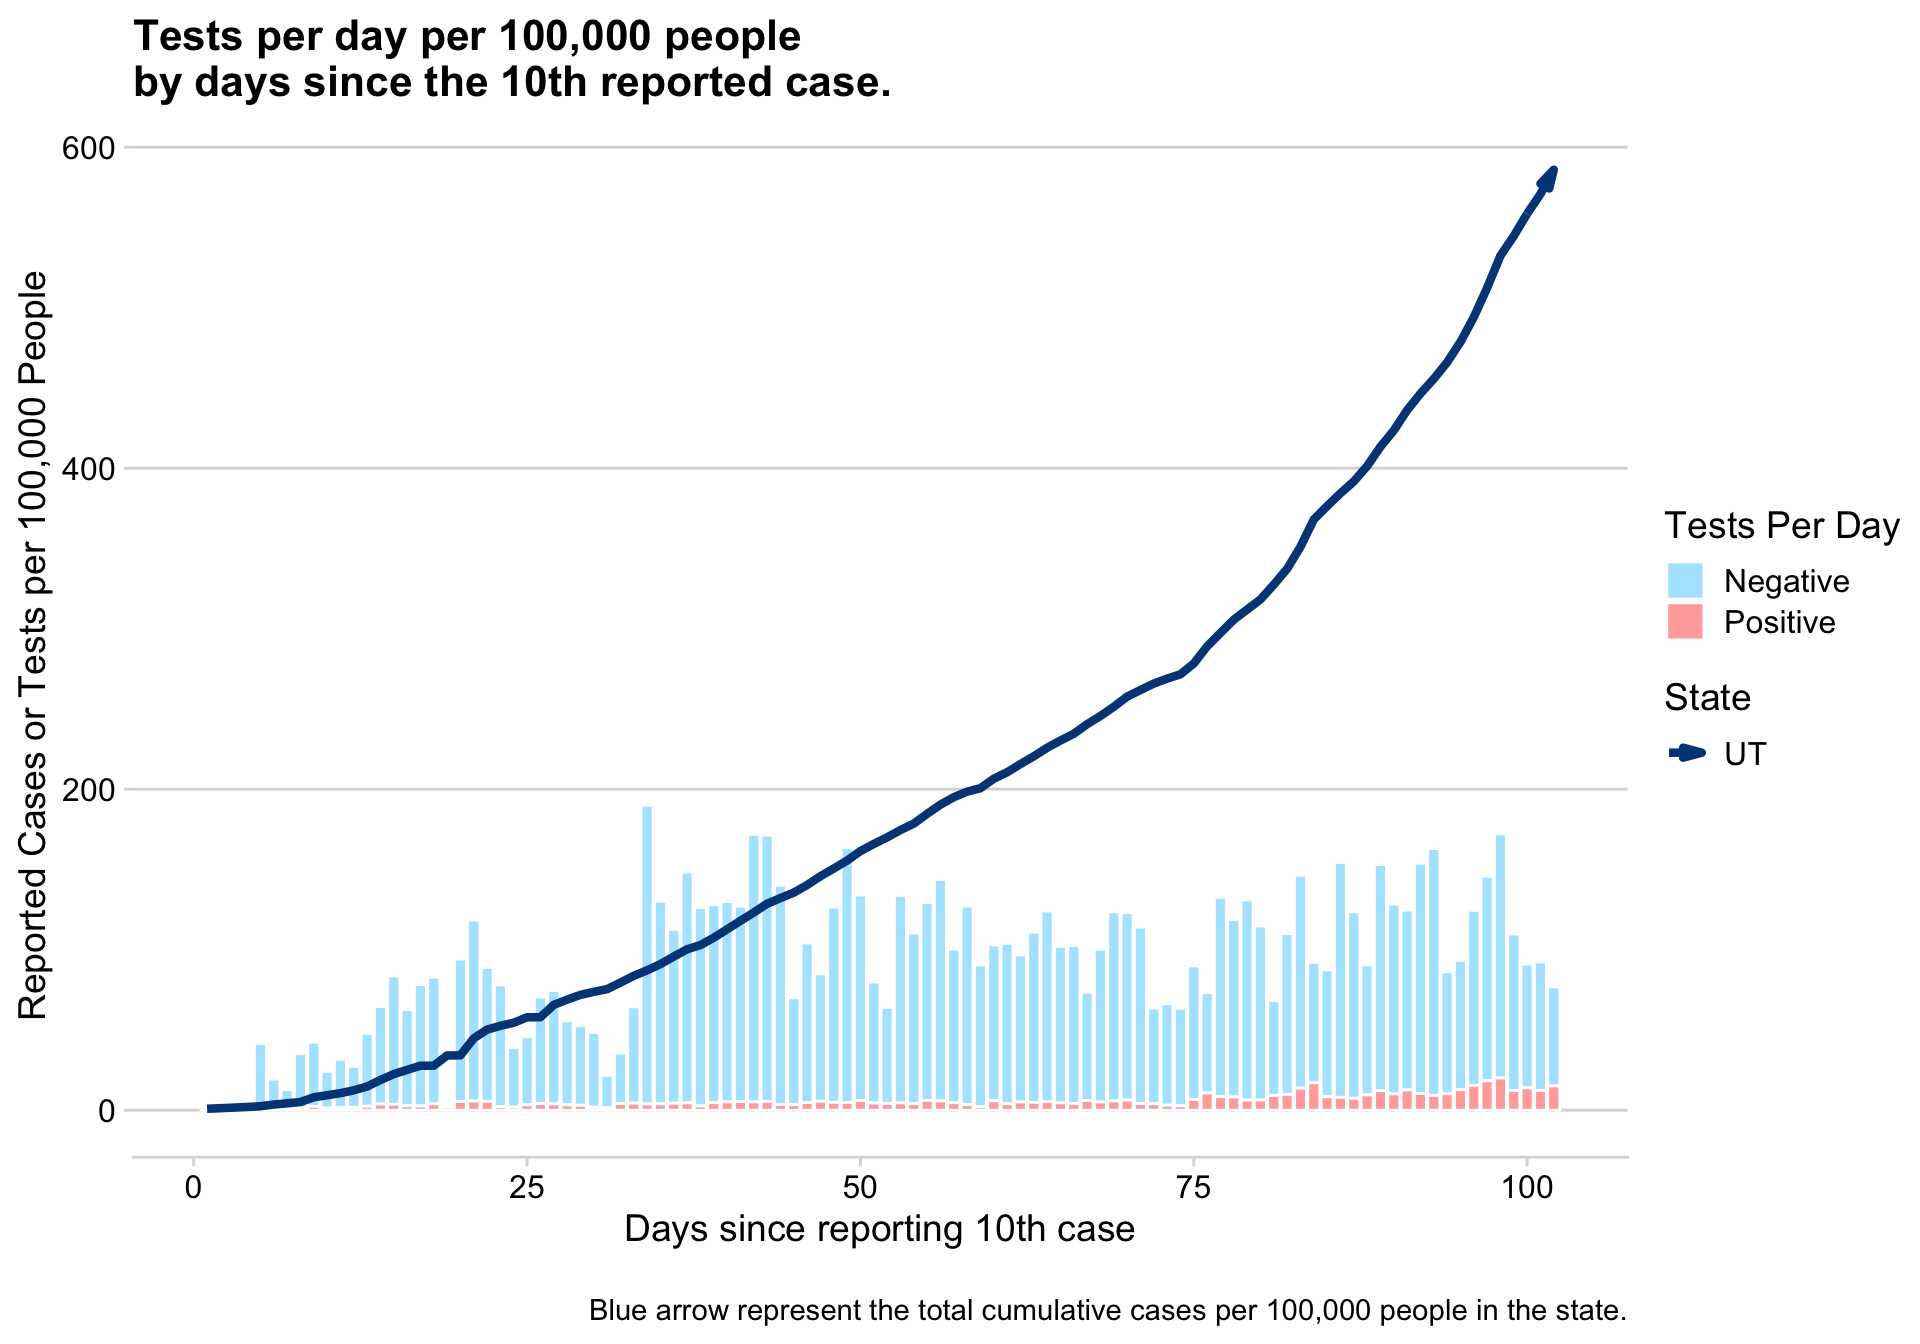 Tests per day per 100,000 people
by days since the 10th reported case.
Reported Cases or Tests per 100,000 People
600
400
200
0
0 25 50 75 100
Days since reporting 10th case
Tests Per Day
Negative
Positive
State
UT
Blue arrow represent the total cumulative cases per 100,000 people in the state.